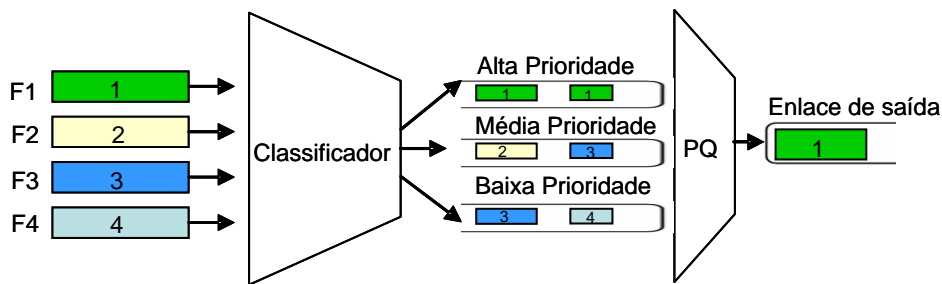 F1
1
F2
2
F3
3
F4
4
Classificador
Alta Prioridade
1 1
Média Prioridade
2 3
Baixa Prioridade
3 4
PQ
Enlace de saída
1